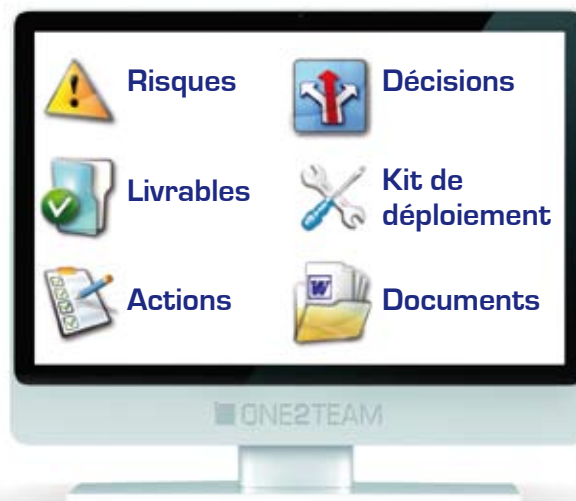 Risques
Décisions
Livrables
Kit de
déploiement
Actions
W
Documents
ONE2TEAM